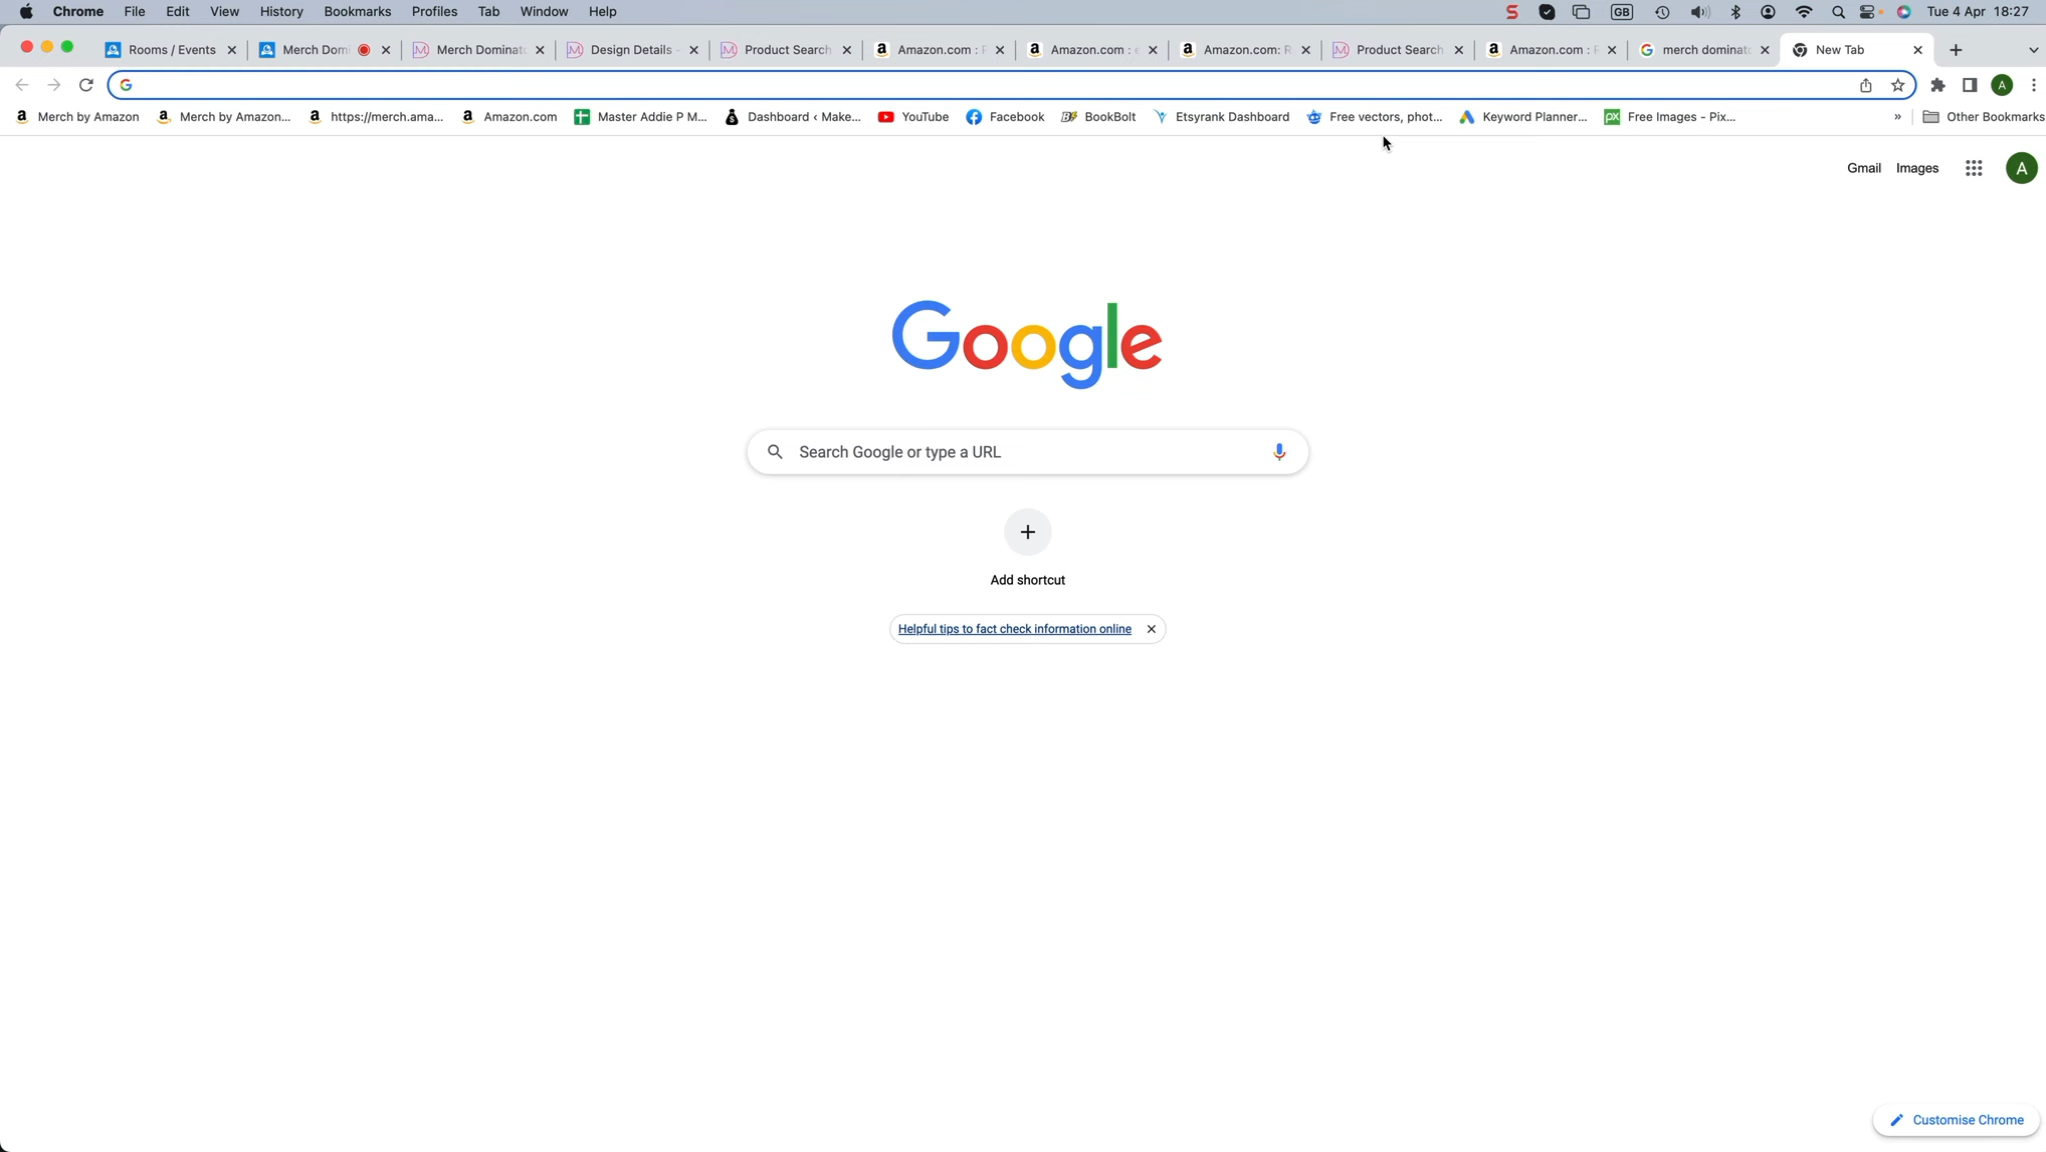 Chrome File Edit View History Bookmarks Profiles Tab Window Help GB Tue 4 Apr 18:27
Rooms / Events Merch Domi Merch Dominato Design Details - Product Search Amazon.com : F Amazon.com : e Amazon.com: R Product Search Amazon.com : F merch dominato New Tab
Merch by Amazon Merch by Amazon... https://merch.ama... Amazon.com Master Addie P M... Dashboard ‹ Make... YouTube Facebook BookBolt Etsyrank Dashboard Free vectors, phot... Keyword Planner... Free Images - Pix... » Other Bookmarks
Gmail Images A
Google
Search Google or type a URL
Add shortcut
Helpful tips to fact check information online
Customise Chrome